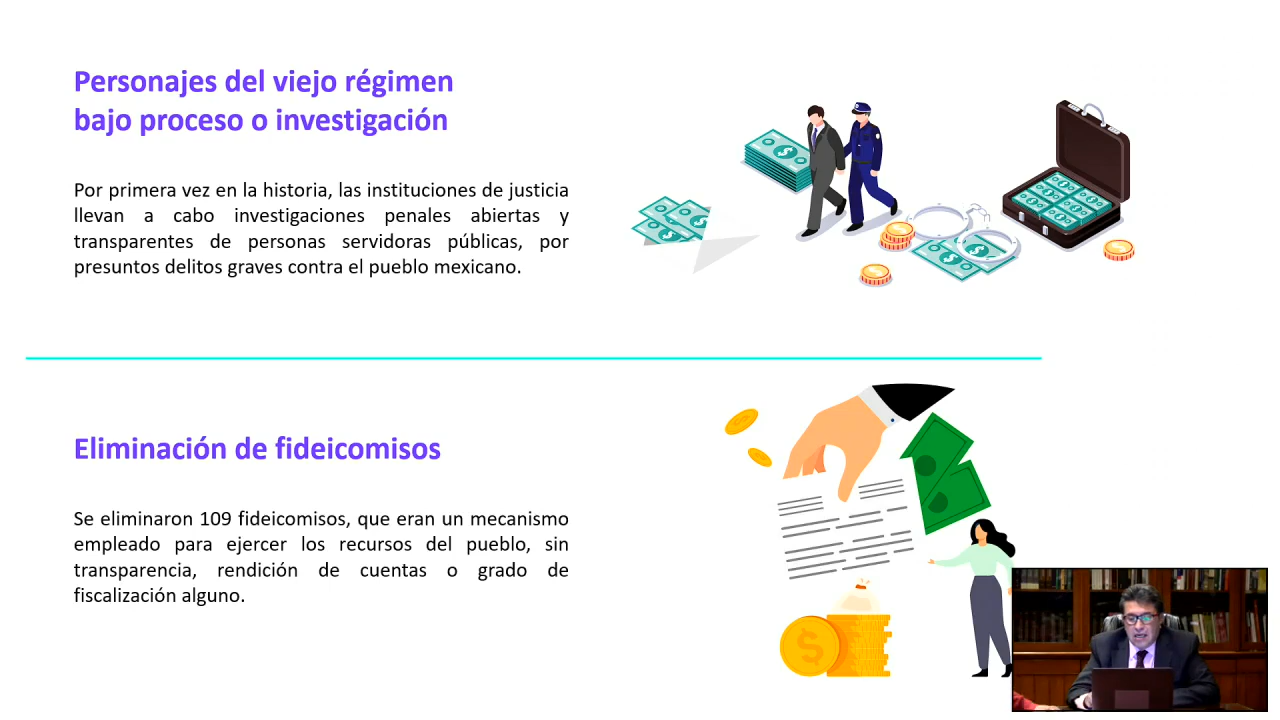 Personajes del viejo régimen
bajo proceso o investigación
Por primera vez en la historia, las instituciones de justicia
llevan a cabo investigaciones penales abiertas y
transparentes de personas servidoras públicas, por
presuntos delitos graves contra el pueblo mexicano.
Eliminación de fideicomisos
Se eliminaron 109 fideicomisos, que eran un mecanismo
empleado para ejercer los recursos del pueblo, sin
transparencia, rendición de cuentas o grado de
fiscalización alguno.